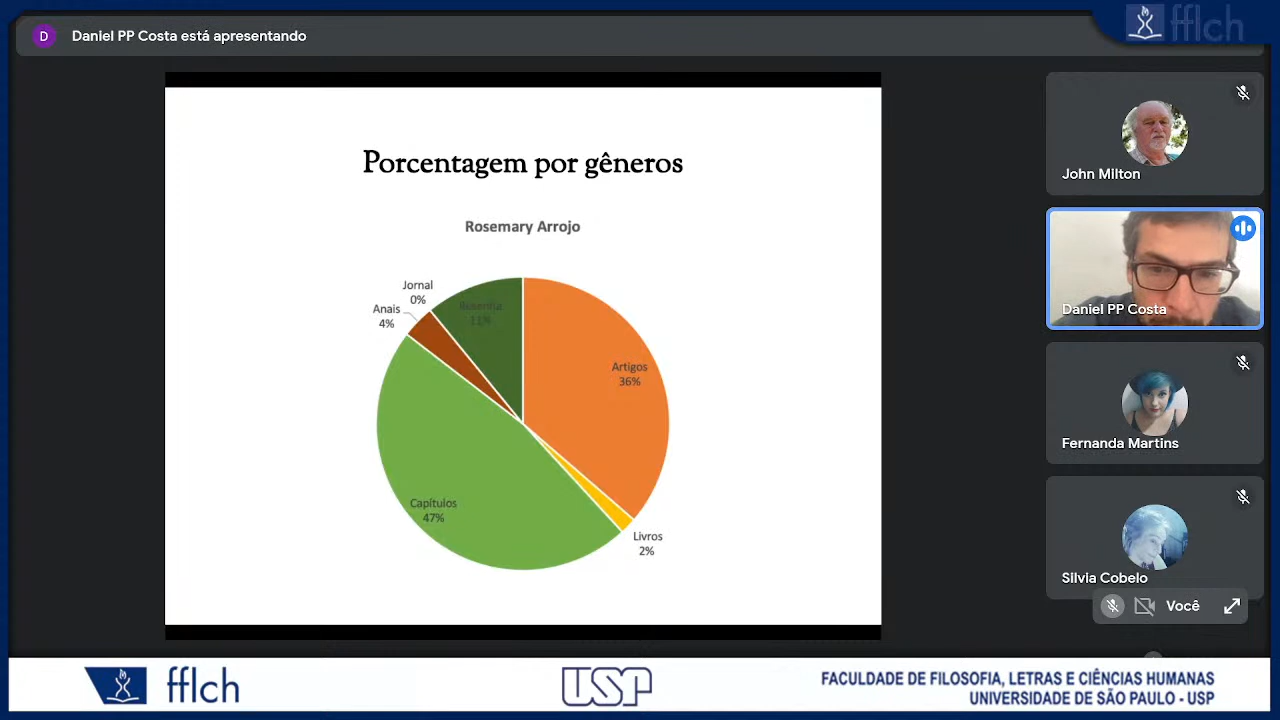 D
Daniel PP Costa está apresentando
fflch
Porcentagem por gêneros
Rosemary Arrojo
Jornal
0%
Anais
4%
Resenha
11%
Artigos
36%
Capítulos
47%
Livros
2%
John Milton
Daniel PP Costa
Fernanda Martins
Silvia Cobelo
Você
fflch
USP
FACULDADE DE FILOSOFIA, LETRAS E CIÊNCIAS HUMANAS
UNIVERSIDADE DE SÃO PAULO - USP